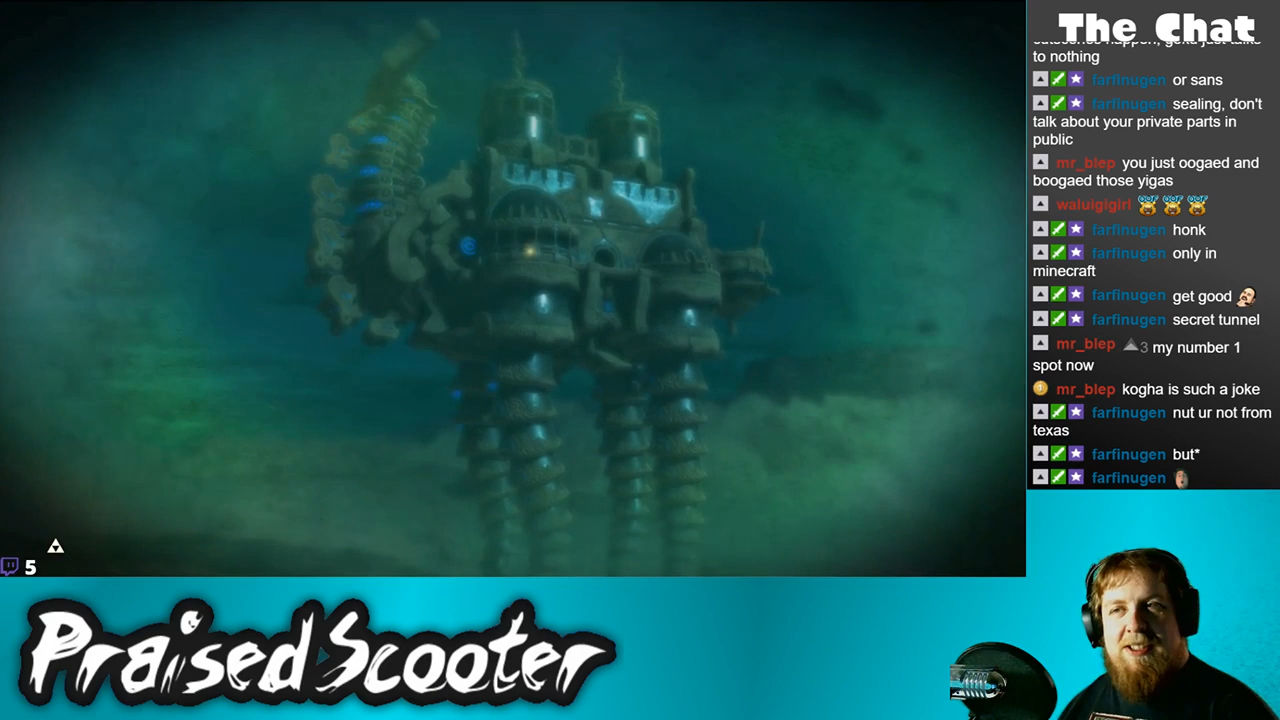 The Chat
to nothing
farfinugen or sans
farfinugen sealing, don't
talk about your private parts in
public
mr_blep you just oogaed and
boogaed those yigas
waluigigirl
farfinugen honk
farfinugen only in
minecraft
farfinugen get good
farfinugen secret tunnel
mr_blep 3 my number 1
spot now
mr_blep kogha is such a joke
farfinugen nut ur not from
texas
farfinugen but*
farfinugen
5
PraisedScooter